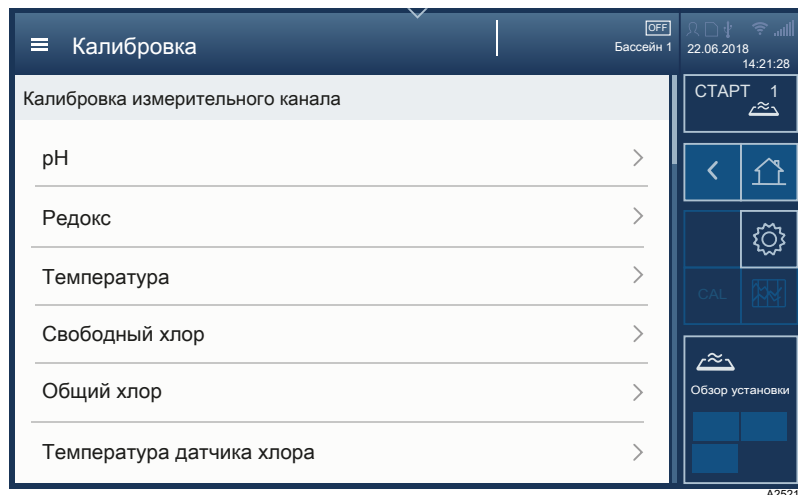 Калибровка
OFF
Бассейн 1
22.06.2018
14:21:28
Калибровка измерительного канала
pH
Редокс
Температура
Свободный хлор
Общий хлор
Температура датчика хлора
СТАРТ 1
CAL
Обзор установки
A2521